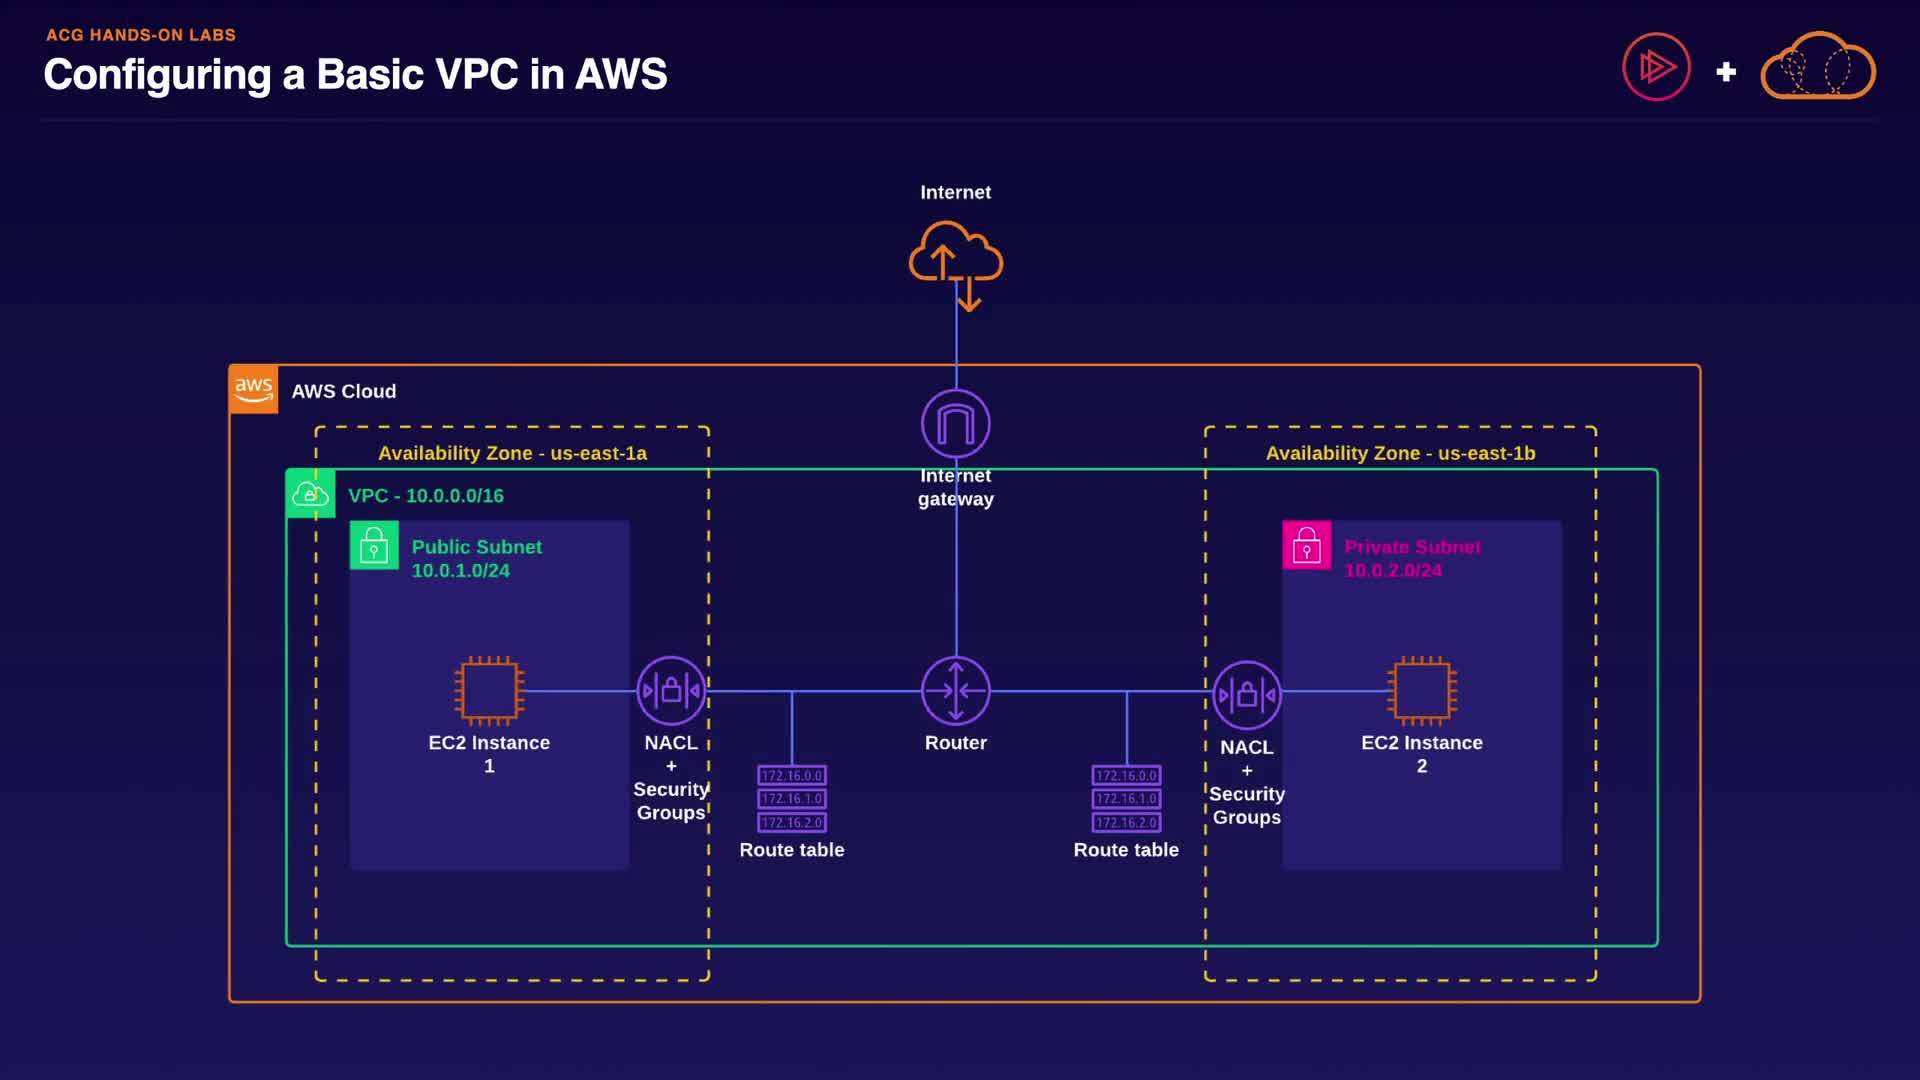 ACG HANDS-ON LABS
Configuring a Basic VPC in AWS
Internet
aws
AWS Cloud
Internet
gateway
Availability Zone - us-east-1a
Availability Zone - us-east-1b
VPC - 10.0.0.0/16
Public Subnet
10.0.1.0/24
Private Subnet
10.0.2.0/24
EC2 Instance
1
NACL
+
Security
Groups
172.16.0.0
172.16.1.0
172.16.2.0
Route table
Router
172.16.0.0
172.16.1.0
172.16.2.0
Route table
NACL
+
Security
Groups
EC2 Instance
2